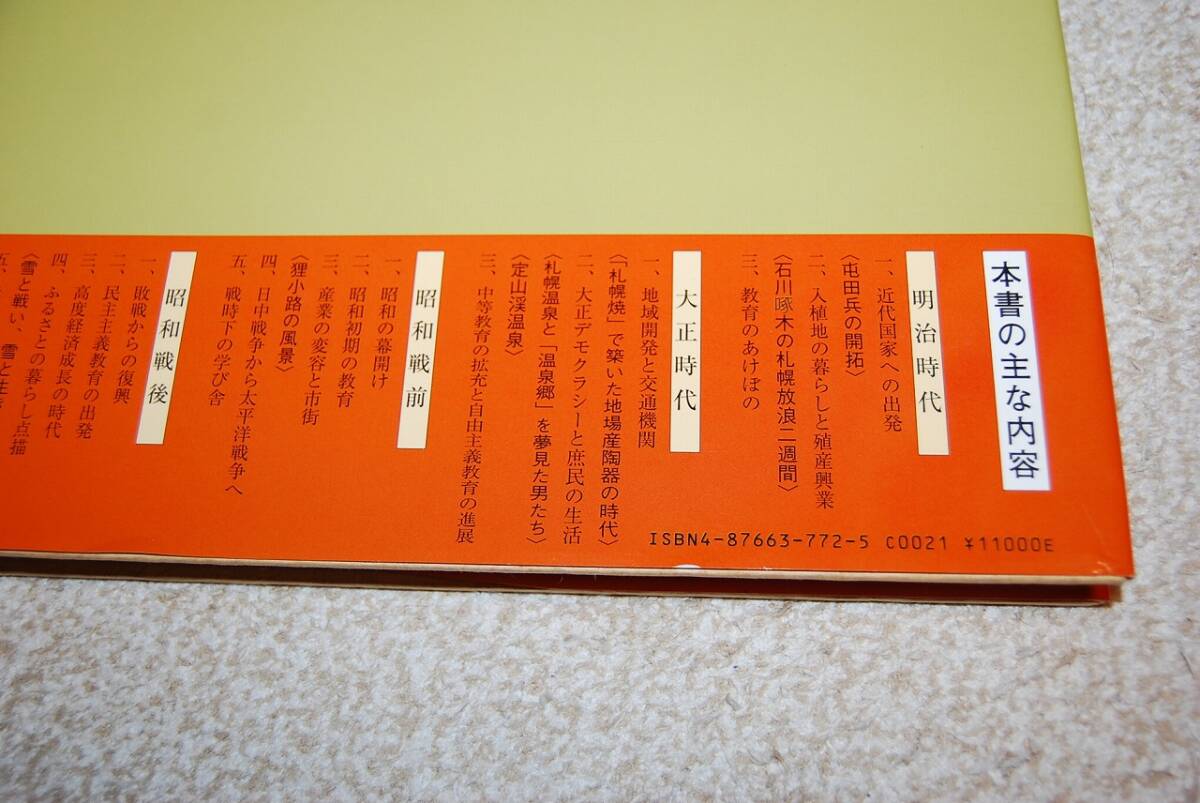 本書の主な内容
明治時代
一、近代国家への出発
〈屯田兵の開拓〉
二、入植地の暮らしと殖産興業
〈石川啄木の札幌放浪二週間〉
三、教育のあけぼの
大正時代
一、地域開発と交通機関
〈「札幌焼」で築いた地場産陶器の時代〉
二、大正デモクラシーと庶民の生活
〈札幌温泉と「温泉郷」を夢見た男たち〉
〈定山渓温泉〉
三、中等教育の拡充と自由主義教育の進展
昭和戦前
一、昭和の幕開け
二、昭和初期の教育
三、産業の変容と市街
〈狸小路の風景〉
四、日中戦争から太平洋戦争へ
五、戦時下の学び舎
昭和戦後
一、敗戦からの復興
二、民主主義教育の出発
三、高度経済成長の時代
四、ふるさとの暮らし点描
〈雪と戦い、雪と生
五、
ISBN4-87663-772-5 C0021 ¥11000E